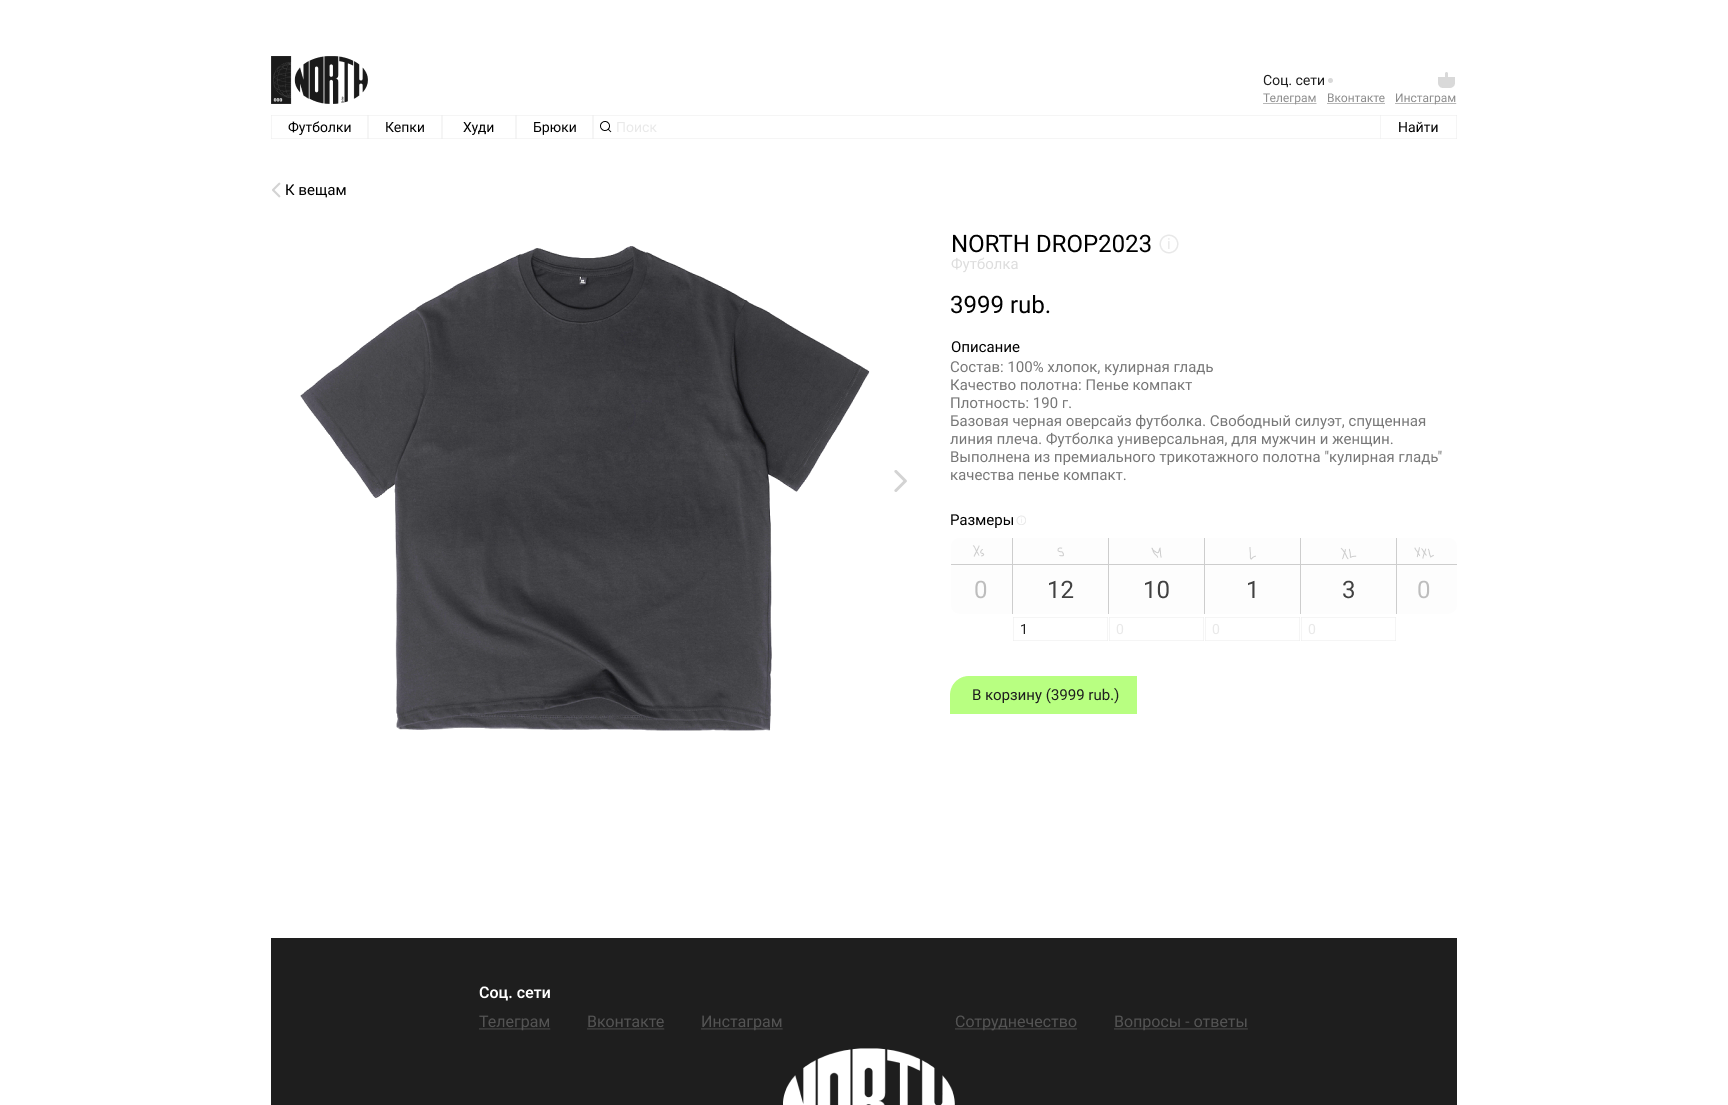 NORTH
Соц. сети
Телеграм Вконтакте Инстаграм
Футболки Кепки Худи Брюки Поиск Найти
К вещам
NORTH DROP2023
Футболка
3999 rub.
Описание
Состав: 100% хлопок, кулирная гладь
Качество полотна: Пенье компакт
Плотность: 190 г.
Базовая черная оверсайз футболка. Свободный силуэт, спущенная
линия плеча. Футболка универсальная, для мужчин и женщин.
Выполнена из премиального трикотажного полотна "кулирная гладь"
качества пенье компакт.
Размеры
Xs S M L XL XXL
0 12 10 1 3 0
1 0 0 0
В корзину (3999 rub.)
Соц. сети
Телеграм Вконтакте Инстаграм Сотруднечество Вопросы - ответы
NORTH